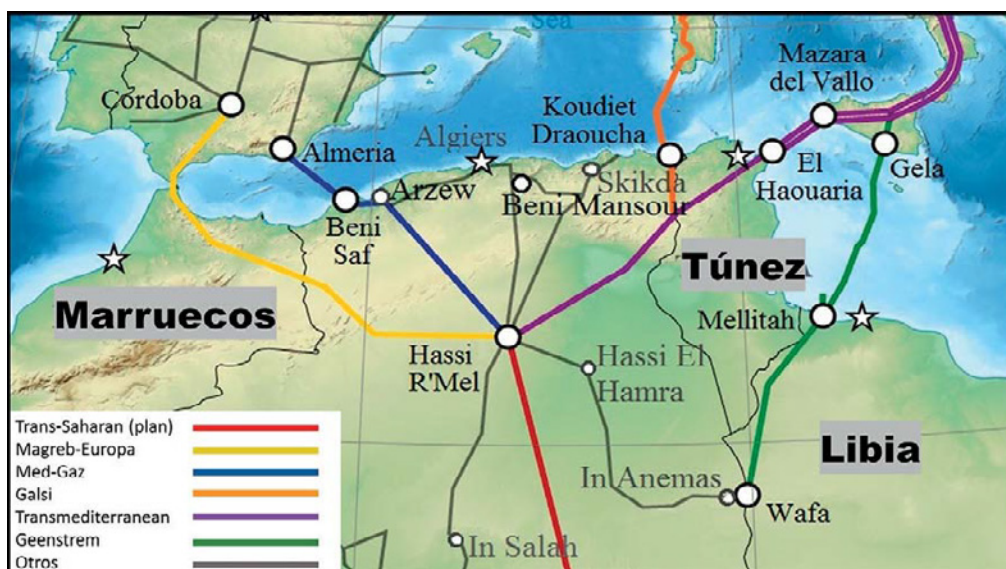 Sea
Cordoba
Almeria
Algiers
Koudiet
Draoucha
Mazara
del Vallo
El
Haouaria
Gela
Arzew
Beni
Saf
Skikda
Beni Mansour
Túnez
Marruecos
Mellitah
Hassi
R'Mel
Hassi El
Hamra
Libia
In Anemas
Wafa
In Salah
Trans-Saharan (plan)
Magreb-Europa
Med-Gaz
Galsi
Transmediterranean
Geenstrem
Otros